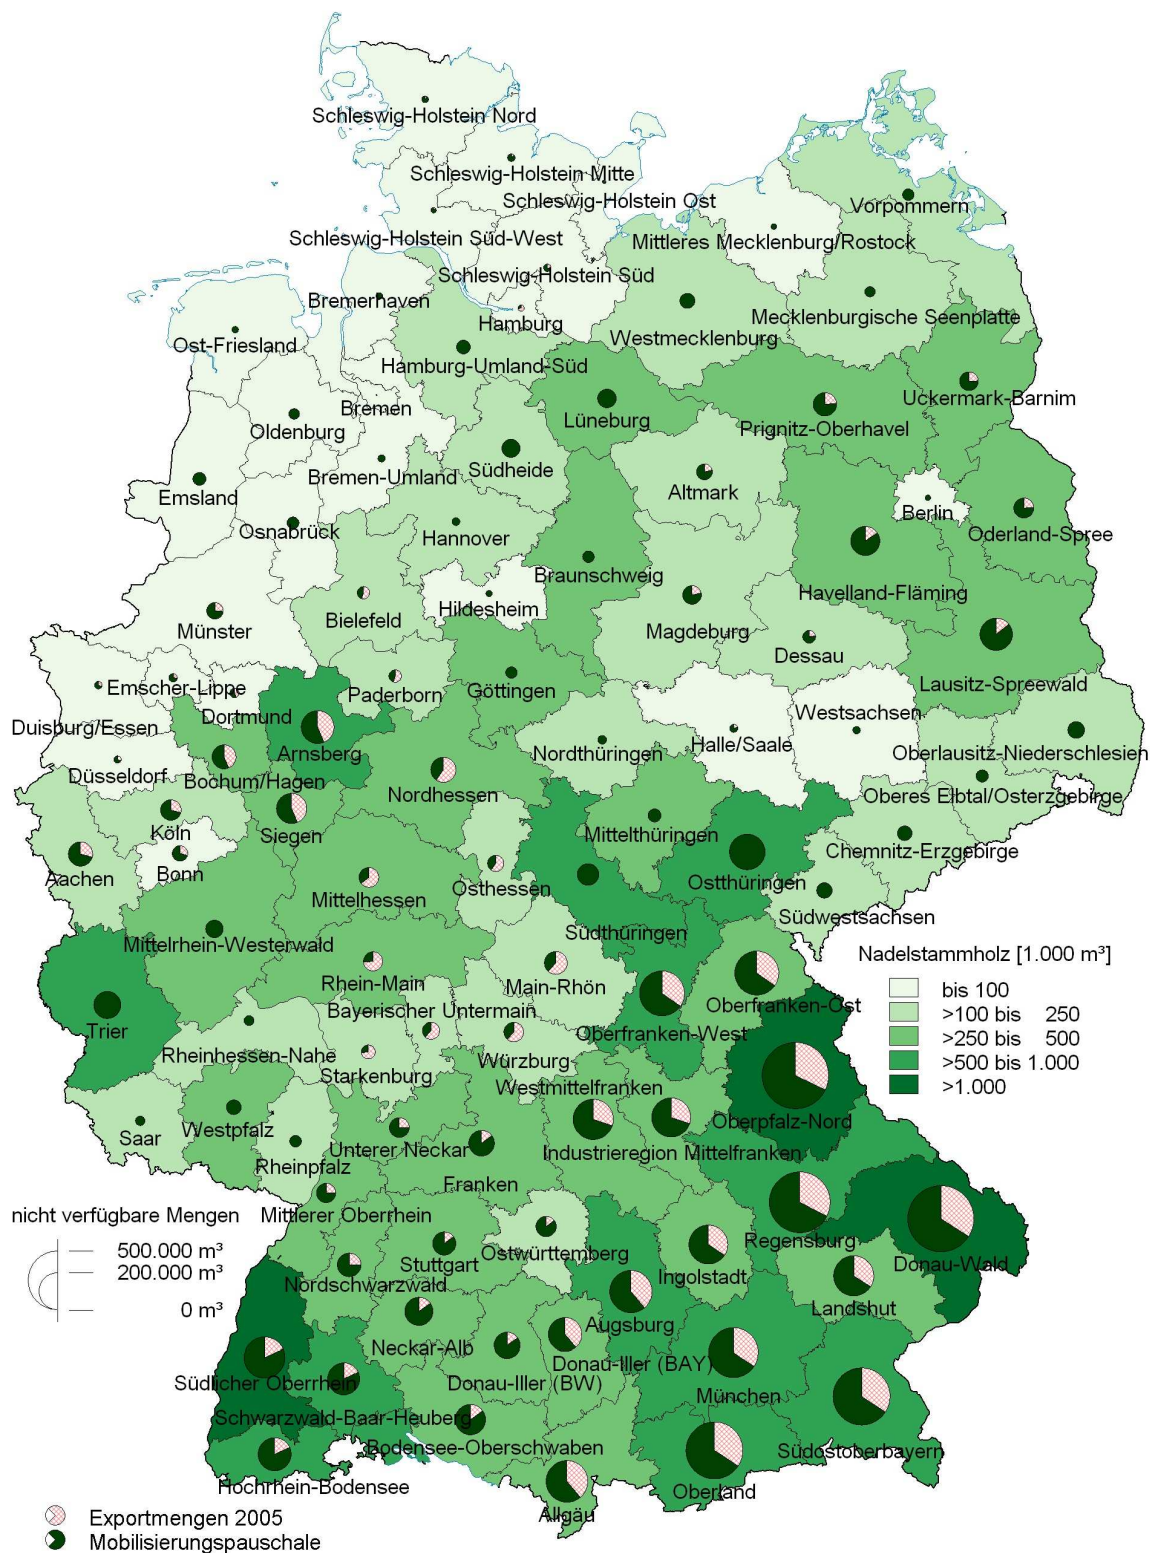 Schleswig-Holstein Nord
Schleswig-Holstein Mitte
Schleswig-Holstein Ost
Vorpommern
Schleswig-Holstein Süd-West
Mittleres Mecklenburg/Rostock
Schleswig-Holstein Süd
Bremerhaven
Hamburg
Mecklenburgische Seenplatte
Westmecklenburg
Ost-Friesland
Hamburg-Umland-Süd
Uckermark-Barnim
Bremen
Lüneburg
Prignitz-Oberhavel
Oldenburg
Bremen-Umland
Südheide
Emsland
Altmark
Berlin
Osnabrück
Hannover
Oderland-Spree
Braunschweig
Havelland-Fläming
Hildesheim
Münster
Bielefeld
Magdeburg
Dessau
Emscher-Lippe
Paderborn
Göttingen
Lausitz-Spreewald
Dortmund
Westsachsen
Duisburg/Essen
Arnsberg
Nordthüringen
Halle/Saale
Oberlausitz-Niederschlesien
Düsseldorf
Bochum/Hagen
Nordhessen
Oberes Elbtal/Osterzgebirge
Köln
Siegen
Mittelthüringen
Chemnitz-Erzgebirge
Aachen
Bonn
Osthessen
Ostthüringen
Mittelhessen
Südwestsachsen
Südthüringen
Mittelrhein-Westerwald
Nadelstammholz [1.000 m³]
bis 100
>100 bis 250
>250 bis 500
>500 bis 1.000
>1.000
Rhein-Main
Main-Rhön
Oberfranken-Ost
Bayerischer Untermain
Trier
Oberfranken-West
Rheinhessen-Nahe
Würzburg
Starkenburg
Westmittelfranken
Oberpfalz-Nord
Saar
Westpfalz
Unterer Neckar
Industrieregion Mittelfranken
Rheinpfalz
Franken
nicht verfügbare Mengen
500.000 m³
200.000 m³
0 m³
Mittlerer Oberrhein
Regensburg
Ostwürttemberg
Donau-Wald
Stuttgart
Ingolstadt
Nordschwarzwald
Landshut
Augsburg
Neckar-Alb
Donau-Iller (BAY)
Südlicher Oberrhein
Donau-Iller (BW)
München
Schwarzwald-Baar-Heuberg
Bodensee-Oberschwaben
Südostoberbayern
Hochrhein-Bodensee
Oberland
Allgäu
Exportmengen 2005
Mobilisierungspauschale